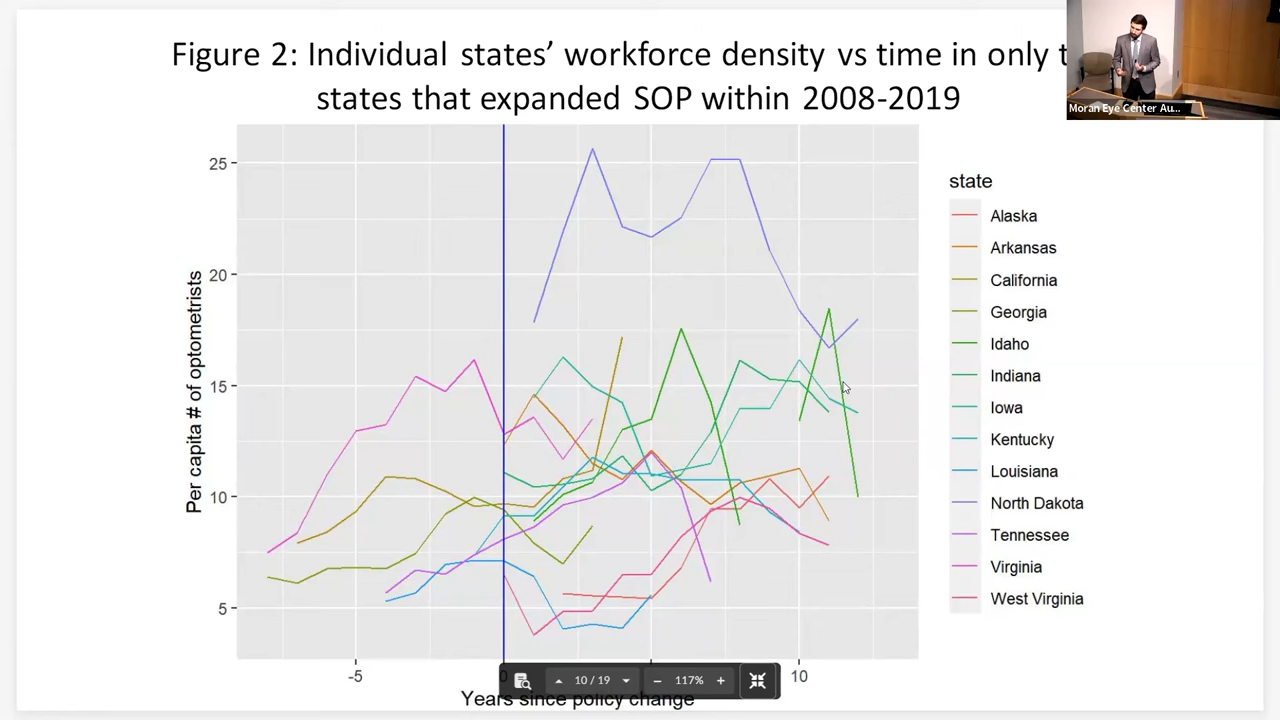 Figure 2: Individual states' workforce density vs time in only
states that expanded SOP within 2008-2019
Moran Eye Center Au...
25
20
15
10
5
Per capita # of optometrists
-5
0
10
Years since policy change
state
Alaska
Arkansas
California
Georgia
Idaho
Indiana
Iowa
Kentucky
Louisiana
North Dakota
Tennessee
Virginia
West Virginia
10 / 19
117%